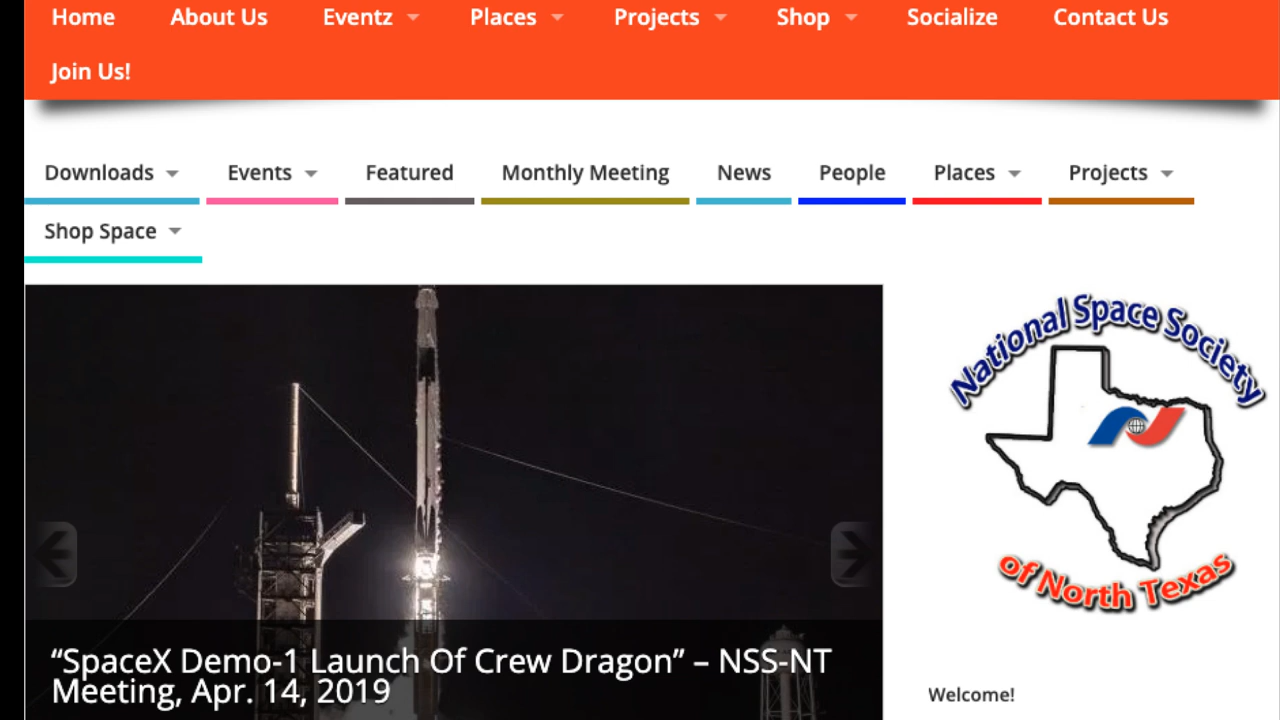 Home About Us Eventz Places Projects Shop Socialize Contact Us
Join Us!
Downloads Events Featured Monthly Meeting News People Places Projects
Shop Space
National Space Society
of North Texas
“SpaceX Demo-1 Launch Of Crew Dragon” – NSS-NT
Meeting, Apr. 14, 2019
Welcome!